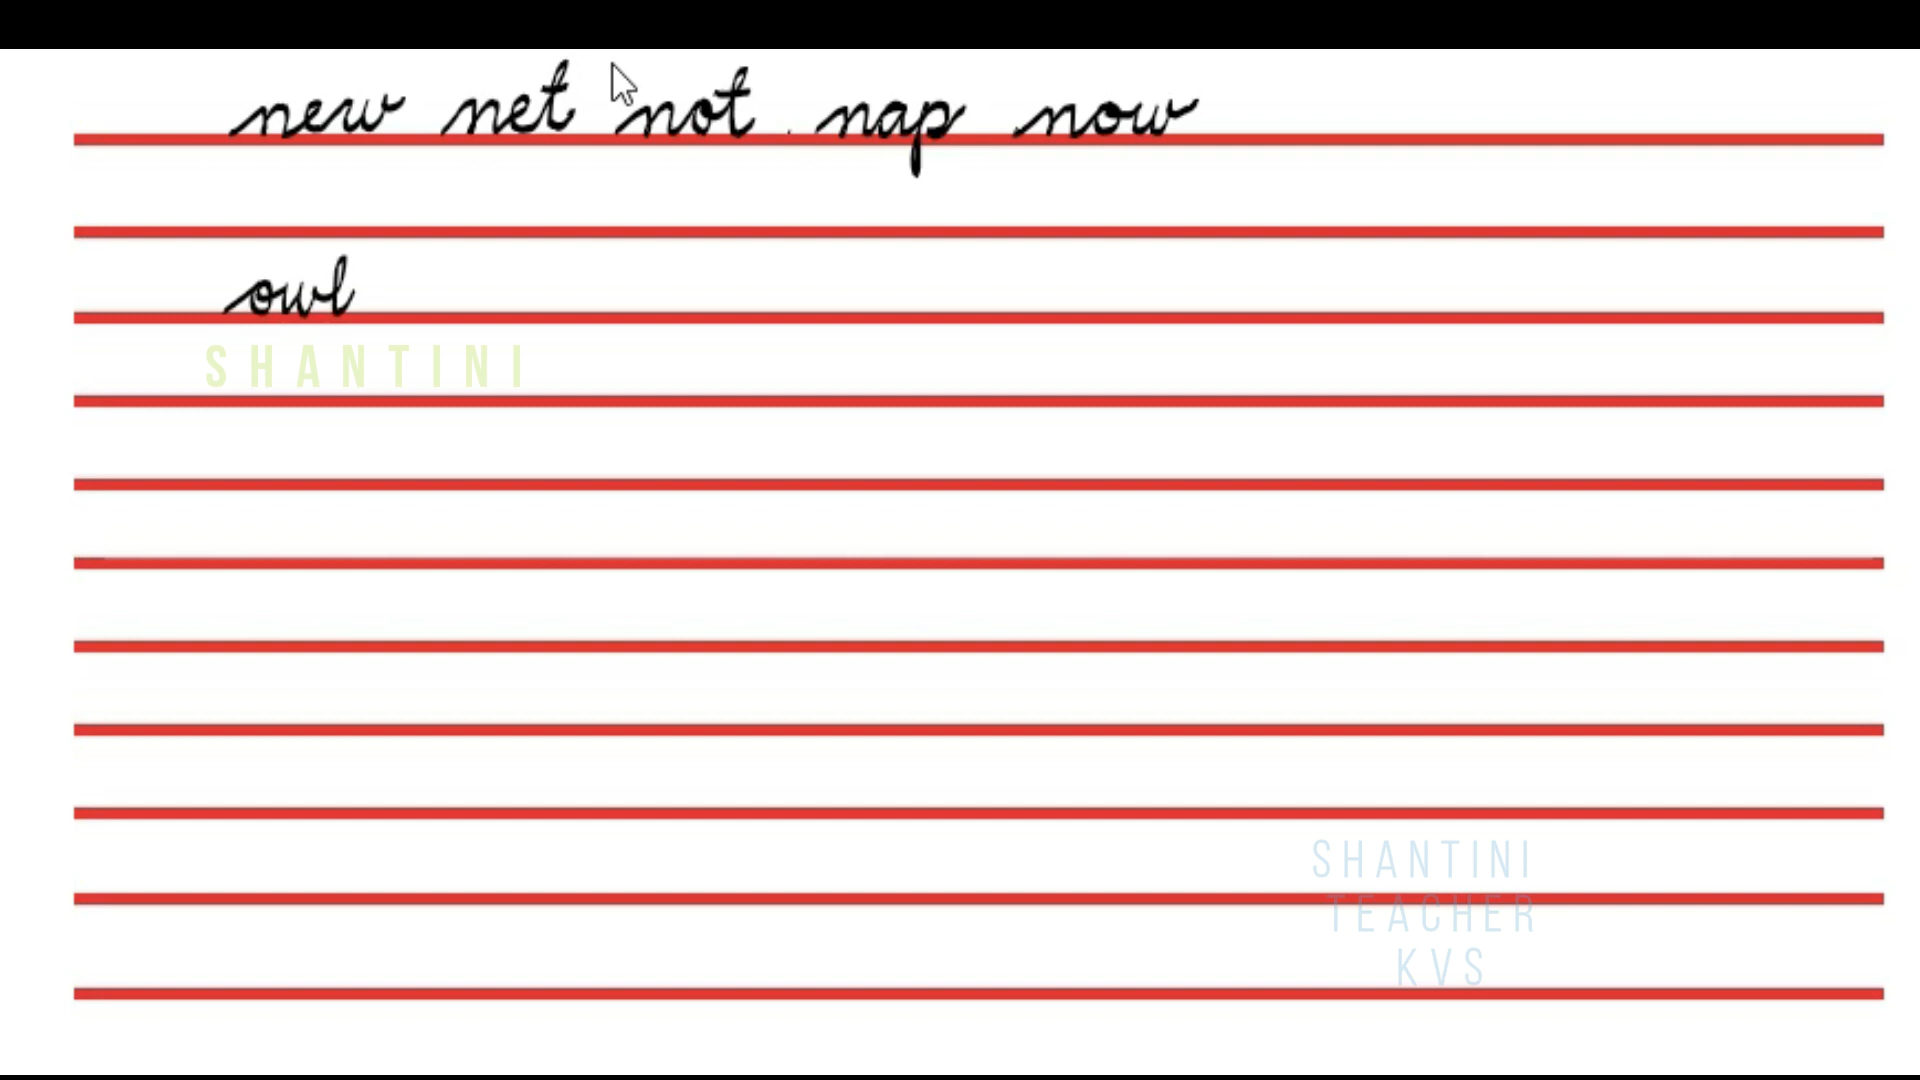 new net not . nap now
owl
SHANTINI
SHANTINI
TEACHER
KVS